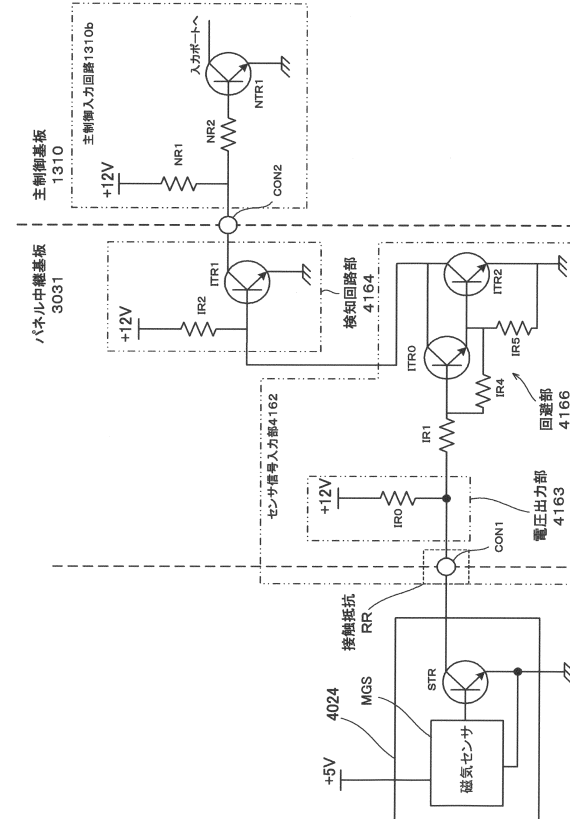 主制御基板
1310
主制御入力回路1310b
入力ポートへ
NTR1
NR2
NR1
+12V
CON2
パネル中継基板
3031
ITR1
IR2
+12V
検知回路部
4164
ITR2
ITR0
IR5
IR4
IR1
回避部
4166
センサ信号入力部4162
+12V
IR0
電圧出力部
4163
CON1
接触抵抗
RR
4024
MGS
STR
磁気センサ
+5V